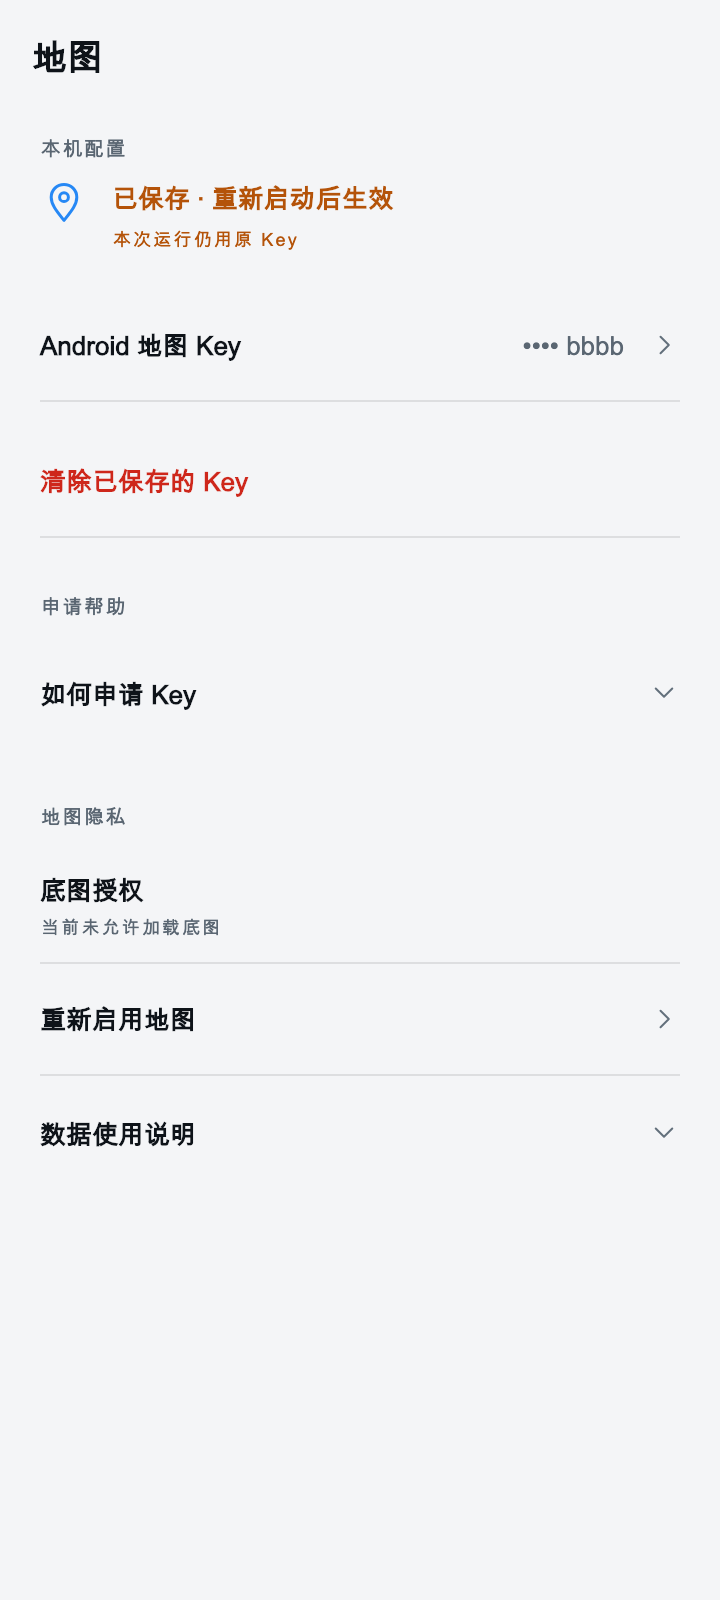 地图
本机配置
已保存 · 重新启动后生效
本次运行仍用原 Key
Android 地图 Key
•••• bbbb
清除已保存的 Key
申请帮助
如何申请 Key
地图隐私
底图授权
当前未允许加载底图
重新启用地图
数据使用说明